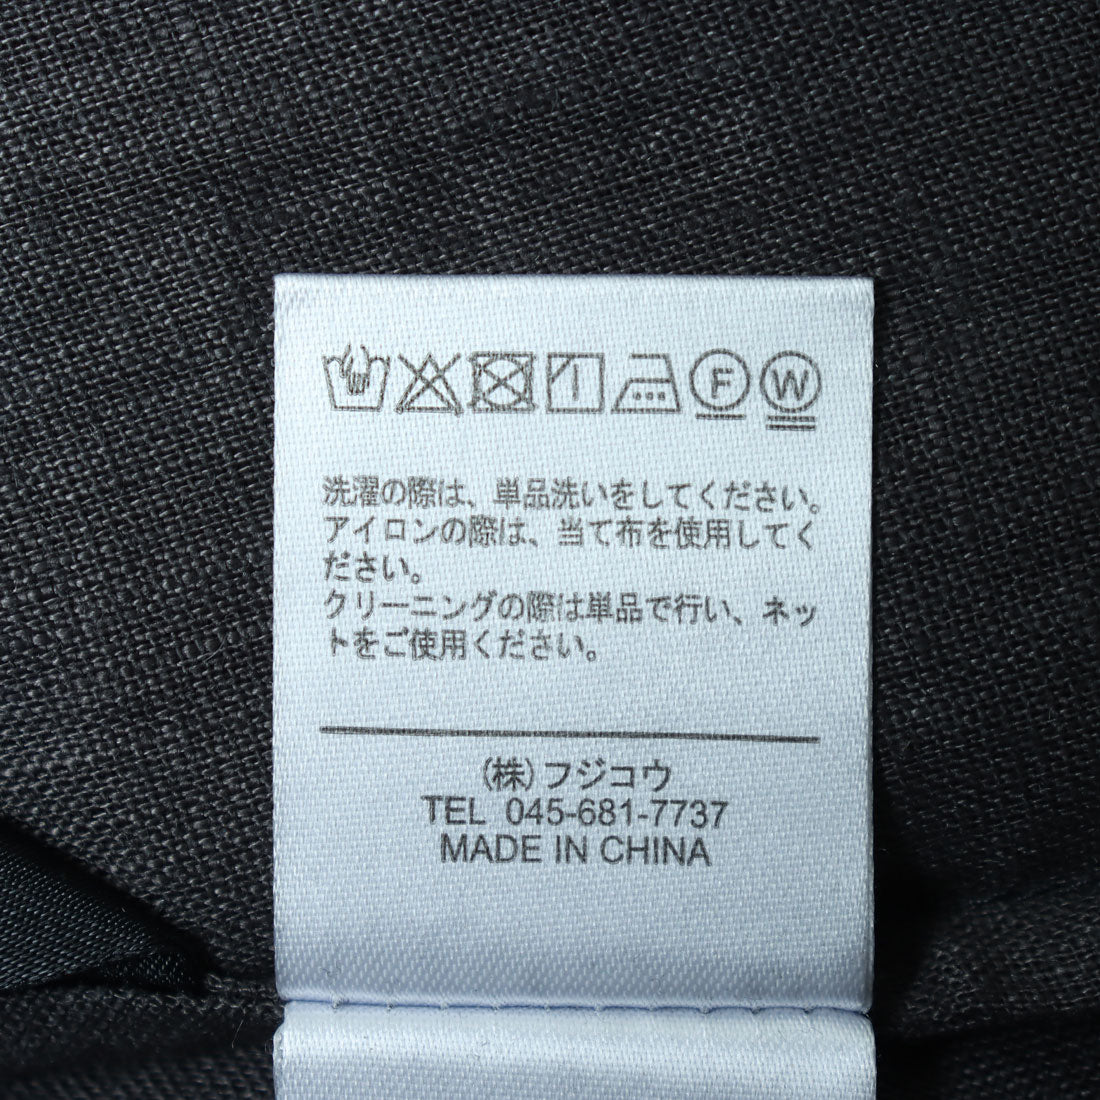 F W
洗濯の際は、単品洗いをしてください。
アイロンの際は、当て布を使用してく
ださい。
クリーニングの際は単品で行い、ネッ
トをご使用ください。
(株)フジコウ
TEL 045-681-7737
MADE IN CHINA